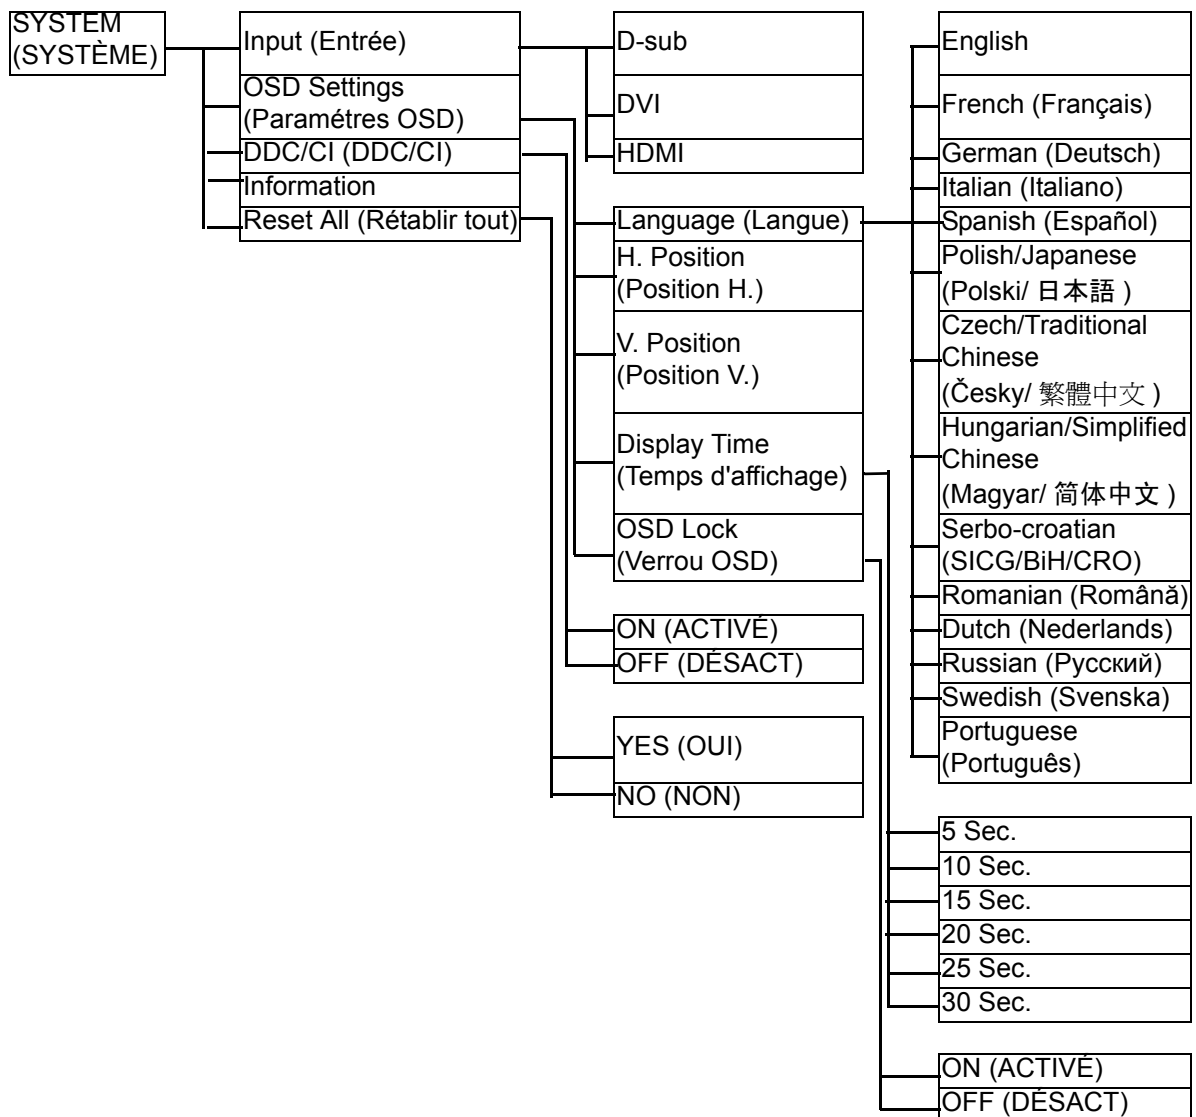 SYSTEM
(SYSTÈME)
Input (Entrée)
OSD Settings
(Paramétres OSD)
DDC/CI (DDC/CI)
Information
Reset All (Rétablir tout)
D-sub
DVI
HDMI
Language (Langue)
H. Position
(Position H.)
V. Position
(Position V.)
Display Time
(Temps d'affichage)
OSD Lock
(Verrou OSD)
ON (ACTIVÉ)
OFF (DÉSACT)
YES (OUI)
NO (NON)
English
French (Français)
German (Deutsch)
Italian (Italiano)
Spanish (Español)
Polish/Japanese
(Polski/ 日本語 )
Czech/Traditional
Chinese
(Česky/ 繁體中文 )
Hungarian/Simplified
Chinese
(Magyar/ 简体中文 )
Serbo-croatian
(SICG/BiH/CRO)
Romanian (Română)
Dutch (Nederlands)
Russian (Русский)
Swedish (Svenska)
Portuguese
(Português)
5 Sec.
10 Sec.
15 Sec.
20 Sec.
25 Sec.
30 Sec.
ON (ACTIVÉ)
OFF (DÉSACT)